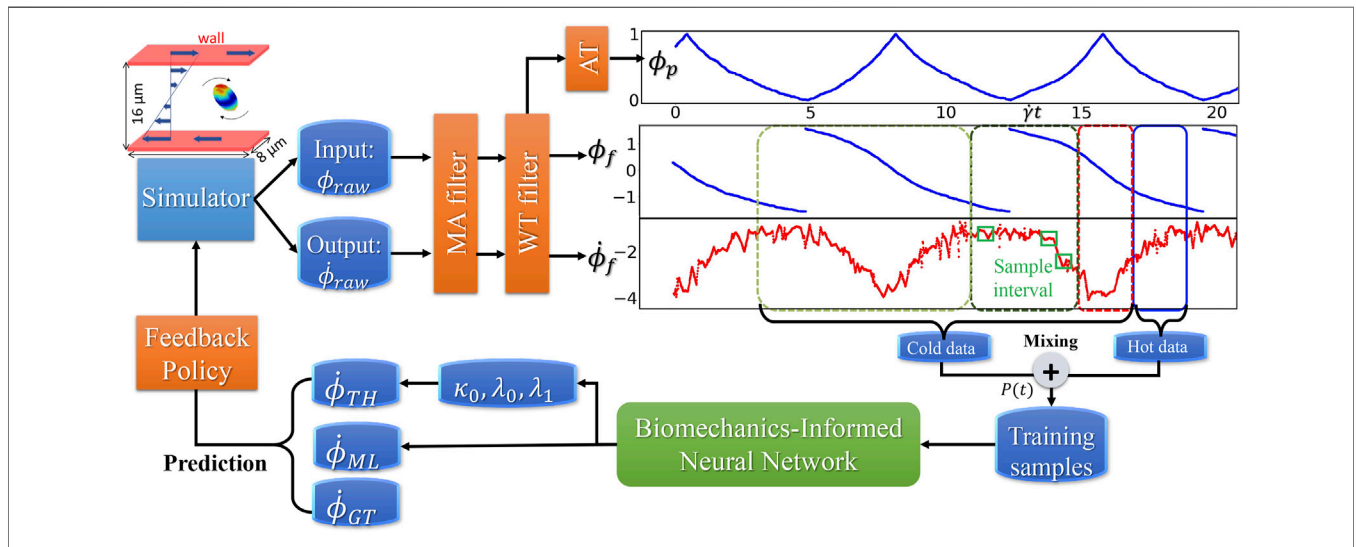 wall
16 μm
8 μm
Simulator
Input:
ϕ_raw
Output:
ϕ̇_raw
MA filter
WT filter
AT
ϕ_p
ϕ_f
ϕ̇_f
1
0
0
5
10
γ̇t
15
20
1
0
−1
−2
−4
Sample
interval
Cold data
Mixing
Hot data
+
P(t)
Training
samples
Biomechanics-Informed
Neural Network
κ_0, λ_0, λ_1
ϕ̇_TH
ϕ̇_ML
ϕ̇_GT
Prediction
Feedback
Policy